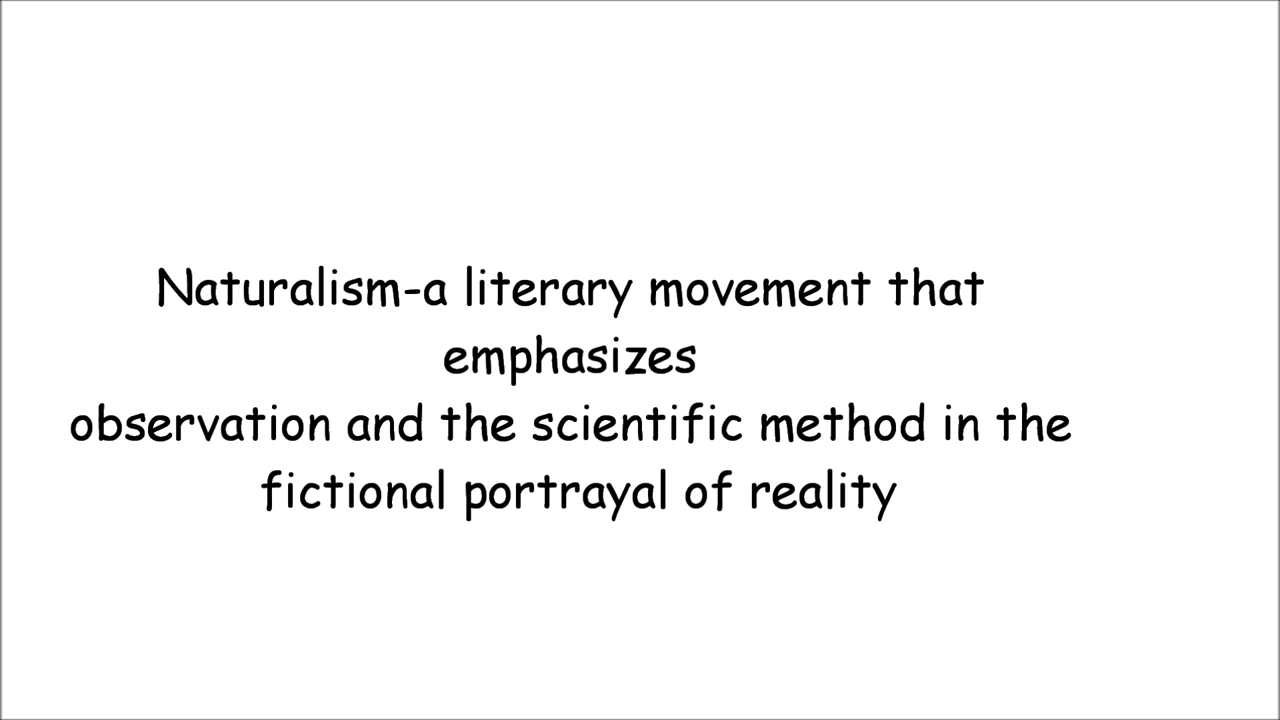 Naturalism-a literary movement that
emphasizes
observation and the scientific method in the
fictional portrayal of reality